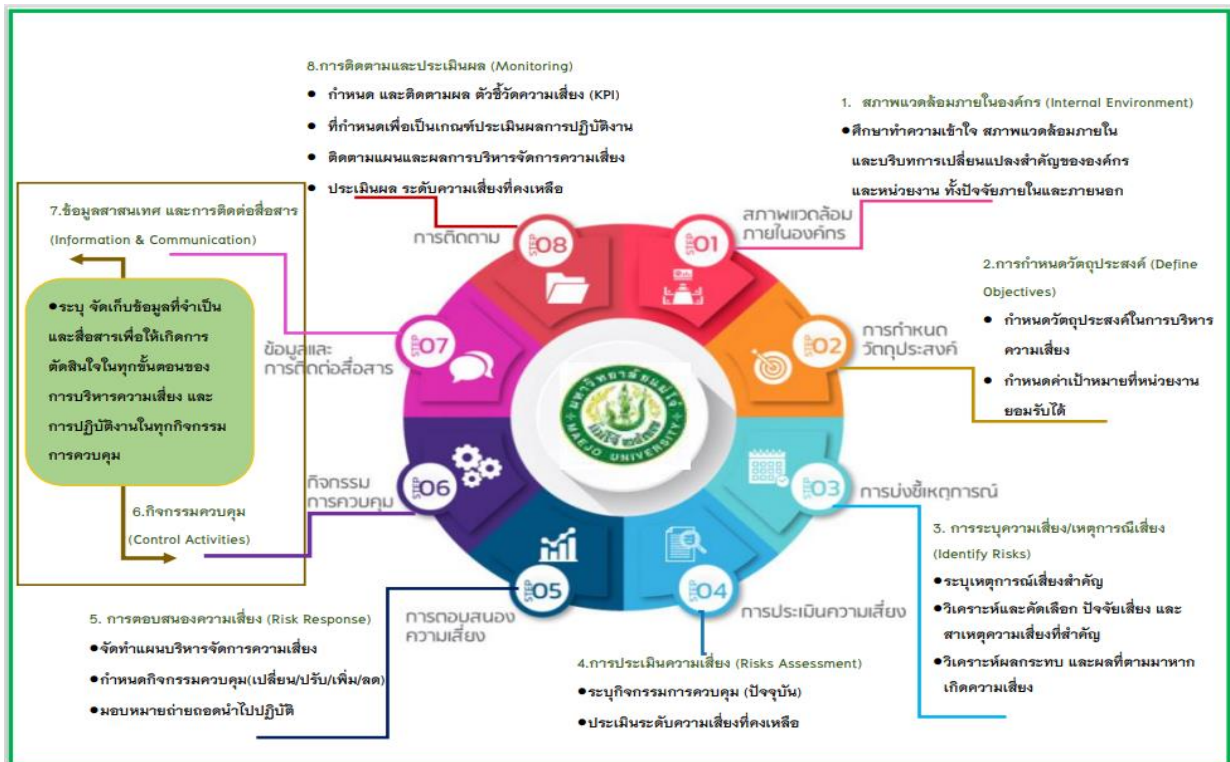 8.การติดตามและประเมินผล (Monitoring)
● กำหนด และติดตามผล ตัวชี้วัดความเสี่ยง (KPI)
● ที่กำหนดเพื่อเป็นเกณฑ์ประเมินผลการปฏิบัติงาน
● ติดตามแผนและผลการบริหารจัดการความเสี่ยง
● ประเมินผล ระดับความเสี่ยงที่คงเหลือ
1. สภาพแวดล้อมภายในองค์กร (Internal Environment)
●ศึกษาทำความเข้าใจ สภาพแวดล้อมภายใน
และบริบทการเปลี่ยนแปลงสำคัญขององค์กร
และหน่วยงาน ทั้งปัจจัยภายในและภายนอก
7.ข้อมูลสาสนเทศ และการติดต่อสื่อสาร
(Information & Communication)
●ระบุ จัดเก็บข้อมูลที่จำเป็น
และสื่อสารเพื่อให้เกิดการ
ตัดสินใจในทุกขั้นตอนของ
การบริหารความเสี่ยง และ
การปฏิบัติงานในทุกกิจกรรม
การควบคุม
6.กิจกรรมควบคุม
(Control Activities)
การติดตาม
STEP 08
STEP 01
สภาพแวดล้อม
ภายในองค์กร
2.การกำหนดวัตถุประสงค์ (Define
Objectives)
● กำหนดวัตถุประสงค์ในการบริหาร
ความเสี่ยง
● กำหนดค่าเป้าหมายที่หน่วยงาน
ยอมรับได้
ข้อมูลและ
การติดต่อสื่อสาร
STEP 07
STEP 02
การกำหนด
วัตถุประสงค์
มหาวิทยาลัยแม่โจ้
แม่โจ้ ๒๔๗๗
MAEJO UNIVERSITY
กิจกรรม
การควบคุม
STEP 06
STEP 03
การบ่งชี้เหตุการณ์
3. การระบุความเสี่ยง/เหตุการณ์เสี่ยง
(Identify Risks)
●ระบุเหตุการณ์เสี่ยงสำคัญ
●วิเคราะห์และคัดเลือก ปัจจัยเสี่ยง และ
สาเหตุความเสี่ยงที่สำคัญ
●วิเคราะห์ผลกระทบ และผลที่ตามมาหาก
เกิดความเสี่ยง
STEP 05
STEP 04
การตอบสนอง
ความเสี่ยง
การประเมินความเสี่ยง
5. การตอบสนองความเสี่ยง (Risk Response)
●จัดทำแผนบริหารจัดการความเสี่ยง
●กำหนดกิจกรรมควบคุม(เปลี่ยน/ปรับ/เพิ่ม/ลด)
●มอบหมายถ่ายถอดนำไปปฏิบัติ
4.การประเมินความเสี่ยง (Risks Assessment)
●ระบุกิจกรรมการควบคุม (ปัจจุบัน)
●ประเมินระดับความเสี่ยงที่คงเหลือ